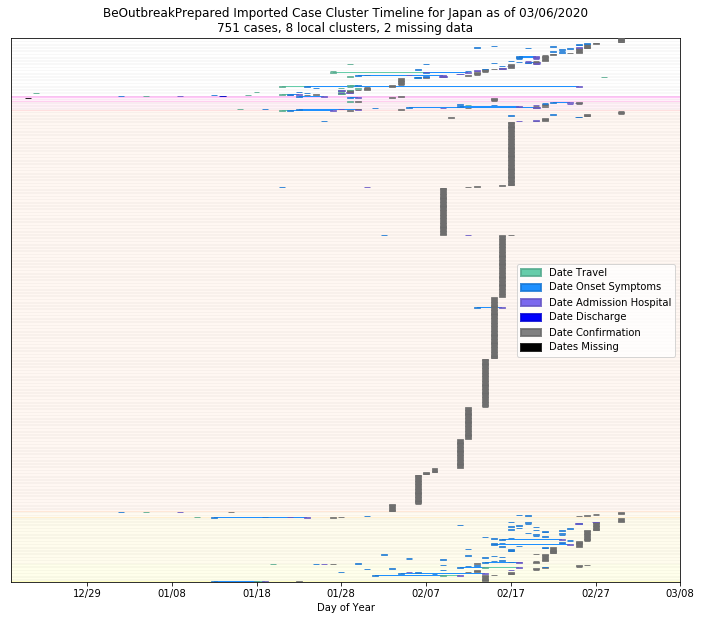 BeOutbreakPrepared Imported Case Cluster Timeline for Japan as of 03/06/2020
751 cases, 8 local clusters, 2 missing data
Date Travel
Date Onset Symptoms
Date Admission Hospital
Date Discharge
Date Confirmation
Dates Missing
12/29 01/08 01/18 01/28 02/07 02/17 02/27 03/08
Day of Year